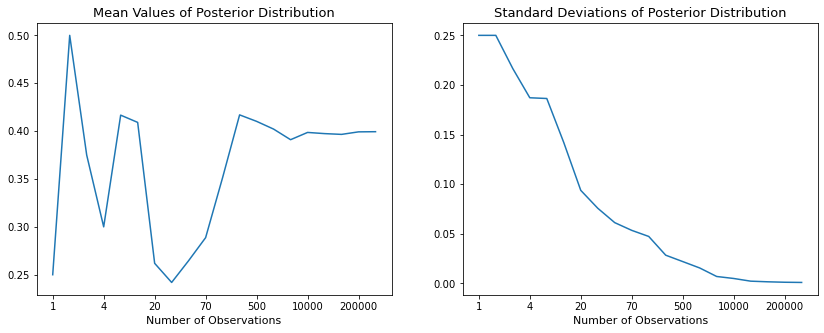 Mean Values of Posterior Distribution
0.50
0.45
0.40
0.35
0.30
0.25
1 4 20 70 500 10000 200000
Number of Observations
Standard Deviations of Posterior Distribution
0.25
0.20
0.15
0.10
0.05
0.00
1 4 20 70 500 10000 200000
Number of Observations